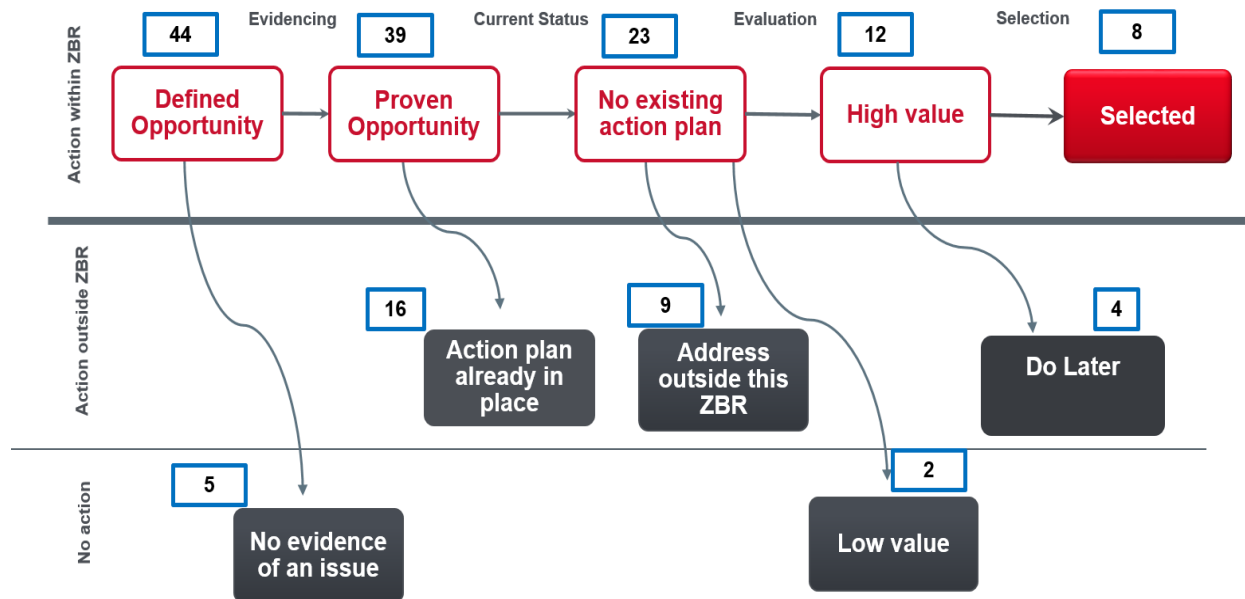 Evidencing
Current Status
Evaluation
Selection
44
39
23
12
8
Action within ZBR
Defined
Opportunity
Proven
Opportunity
No existing
action plan
High value
Selected
Action outside ZBR
16
Action plan
already in
place
9
Address
outside this
ZBR
4
Do Later
No action
5
No evidence
of an issue
2
Low value